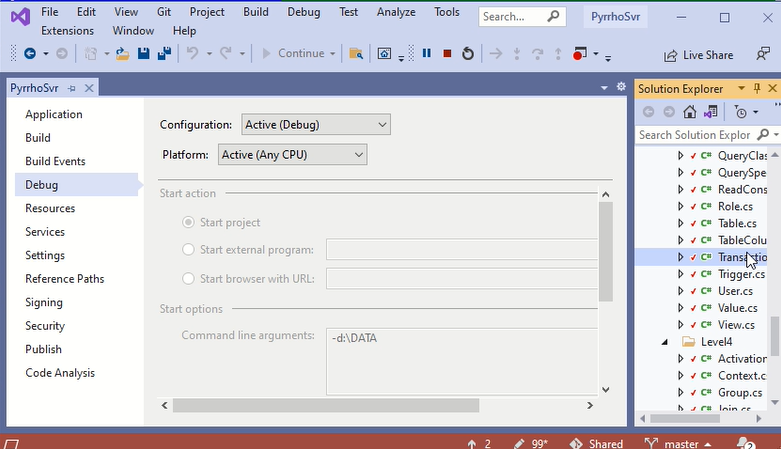 File Edit View Git Project Build Debug Test Analyze Tools Search... PyrrhoSvr
Extensions Window Help
Continue Live Share
PyrrhoSvr
Solution Explorer
Application
Build
Build Events
Debug
Resources
Services
Settings
Reference Paths
Signing
Security
Publish
Code Analysis
Configuration: Active (Debug)
Platform: Active (Any CPU)
Start action
Start project
Start external program:
Start browser with URL:
Start options
Command line arguments: -d:\DATA
Search Solution Explor
C# QueryClas
C# QuerySpe
C# ReadCons
C# Role.cs
C# Table.cs
C# TableColu
C# Transactio
C# Trigger.cs
C# User.cs
C# Value.cs
C# View.cs
Level4
C# Activation
C# Context.c
C# Group.cs
C# Join.cs
2 99* Shared master 2